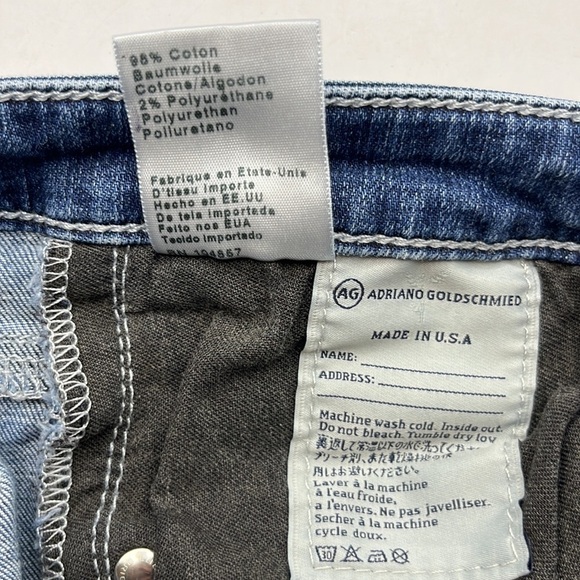 98% Coton
Baumwolle
Cotone/Algodon
2% Polyurethane
Polyurethan
Poliuretano
Fabrique en Etats-Unis
D'tissu importe
Hecho en EE.UU
De tela importada
Feito nos EUA
Tecido importado
RN 104857
AG ADRIANO GOLDSCHMIED
MADE IN U.S.A
NAME:
ADDRESS:
Machine wash cold. Inside out.
Do not bleach. Tumble dry low
Laver à la machine
à l'eau froide,
a l'envers. Ne pas javelliser.
Secher à la machine
cycle doux.
30